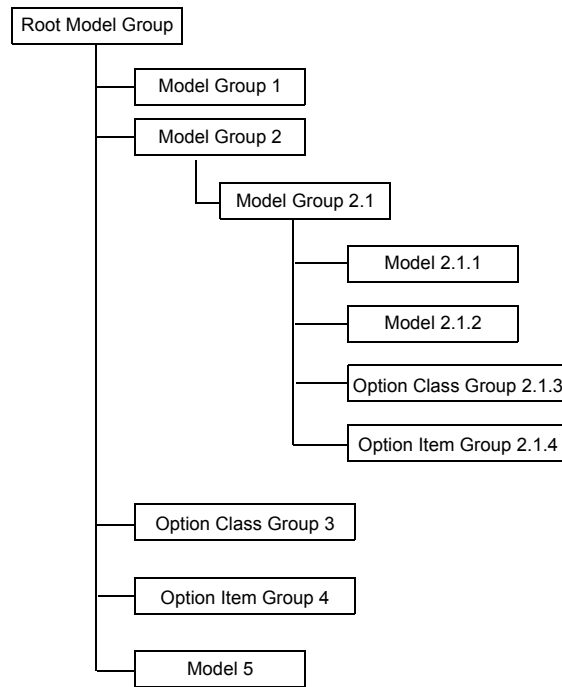 Root Model Group
Model Group 1
Model Group 2
Model Group 2.1
Model 2.1.1
Model 2.1.2
Option Class Group 2.1.3
Option Item Group 2.1.4
Option Class Group 3
Option Item Group 4
Model 5